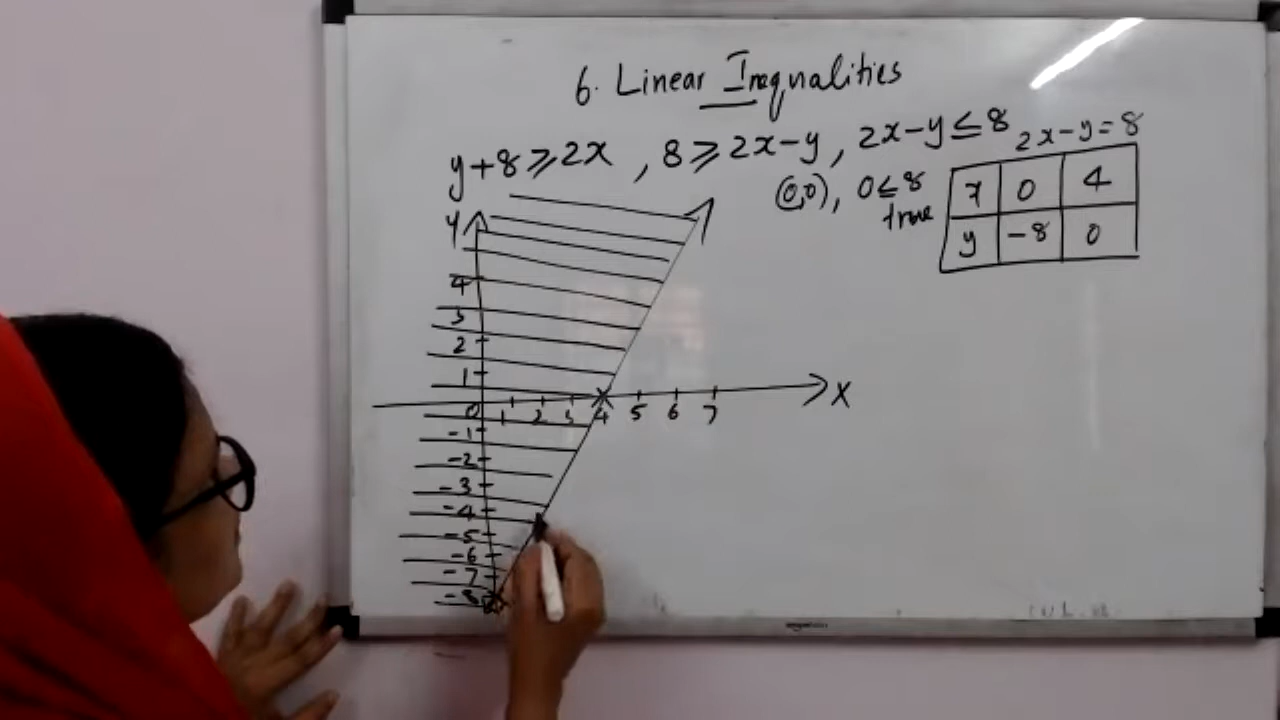 6. Linear Inequalities
y+8⩾2x , 8⩾2x-y, 2x-y≤8 2x-y=8
(0,0), 0≤8
true
x 0 4
y -8 0
Y
4
3
2
1
0 1 2 3 4 5 6 7 X
-1
-2
-3
-4
-5
-6
-7
-8